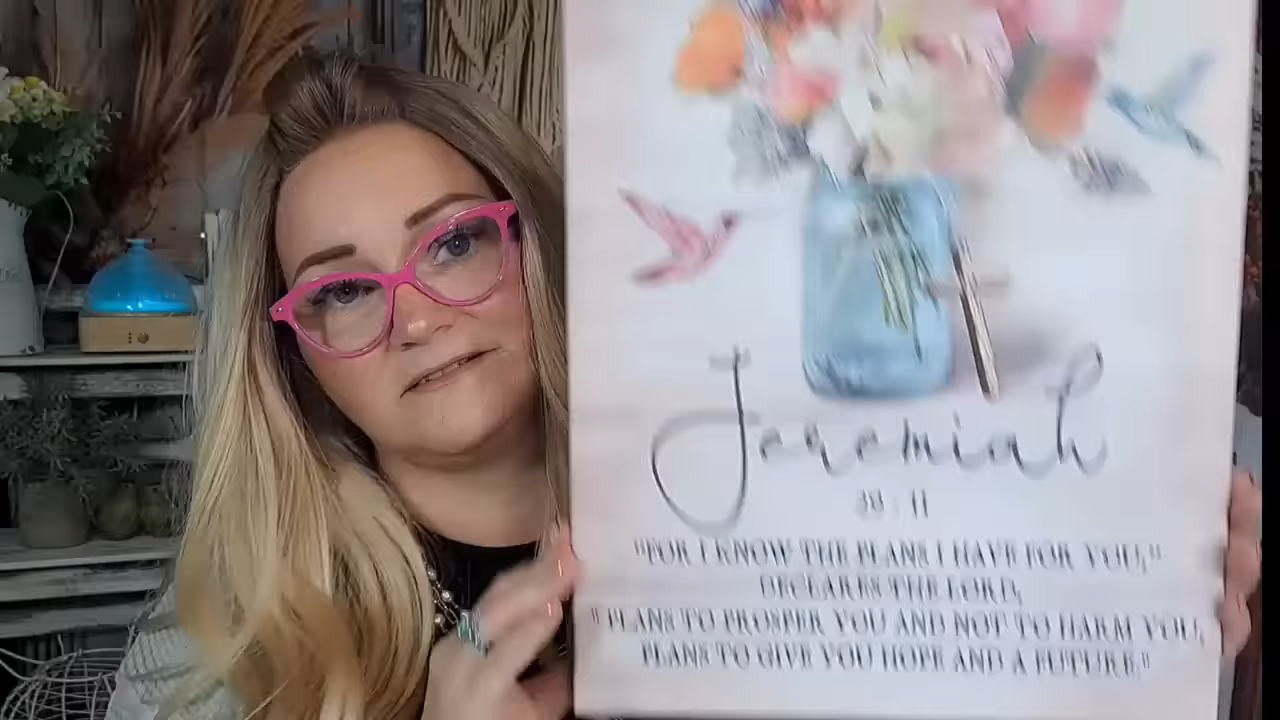 Jeremiah
: 11
"FOR I KNOW THE PLANS I HAVE FOR YOU,"
DECLARES THE LORD,
"PLANS TO PROSPER YOU AND NOT TO HARM YOU,
PLANS TO GIVE YOU HOPE AND A FUTURE."